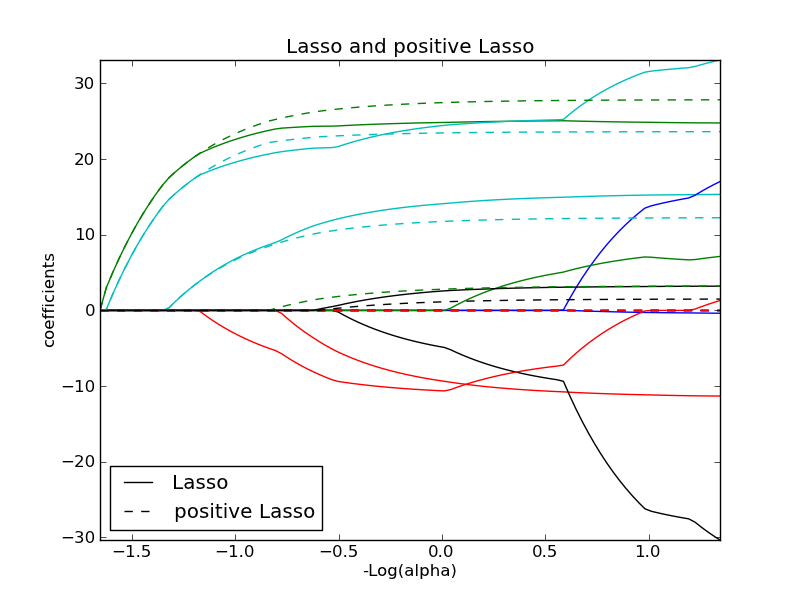 Lasso and positive Lasso
30
20
10
0
−10
−20
−30
coefficients
Lasso
positive Lasso
−1.5 −1.0 −0.5 0.0 0.5 1.0
-Log(alpha)